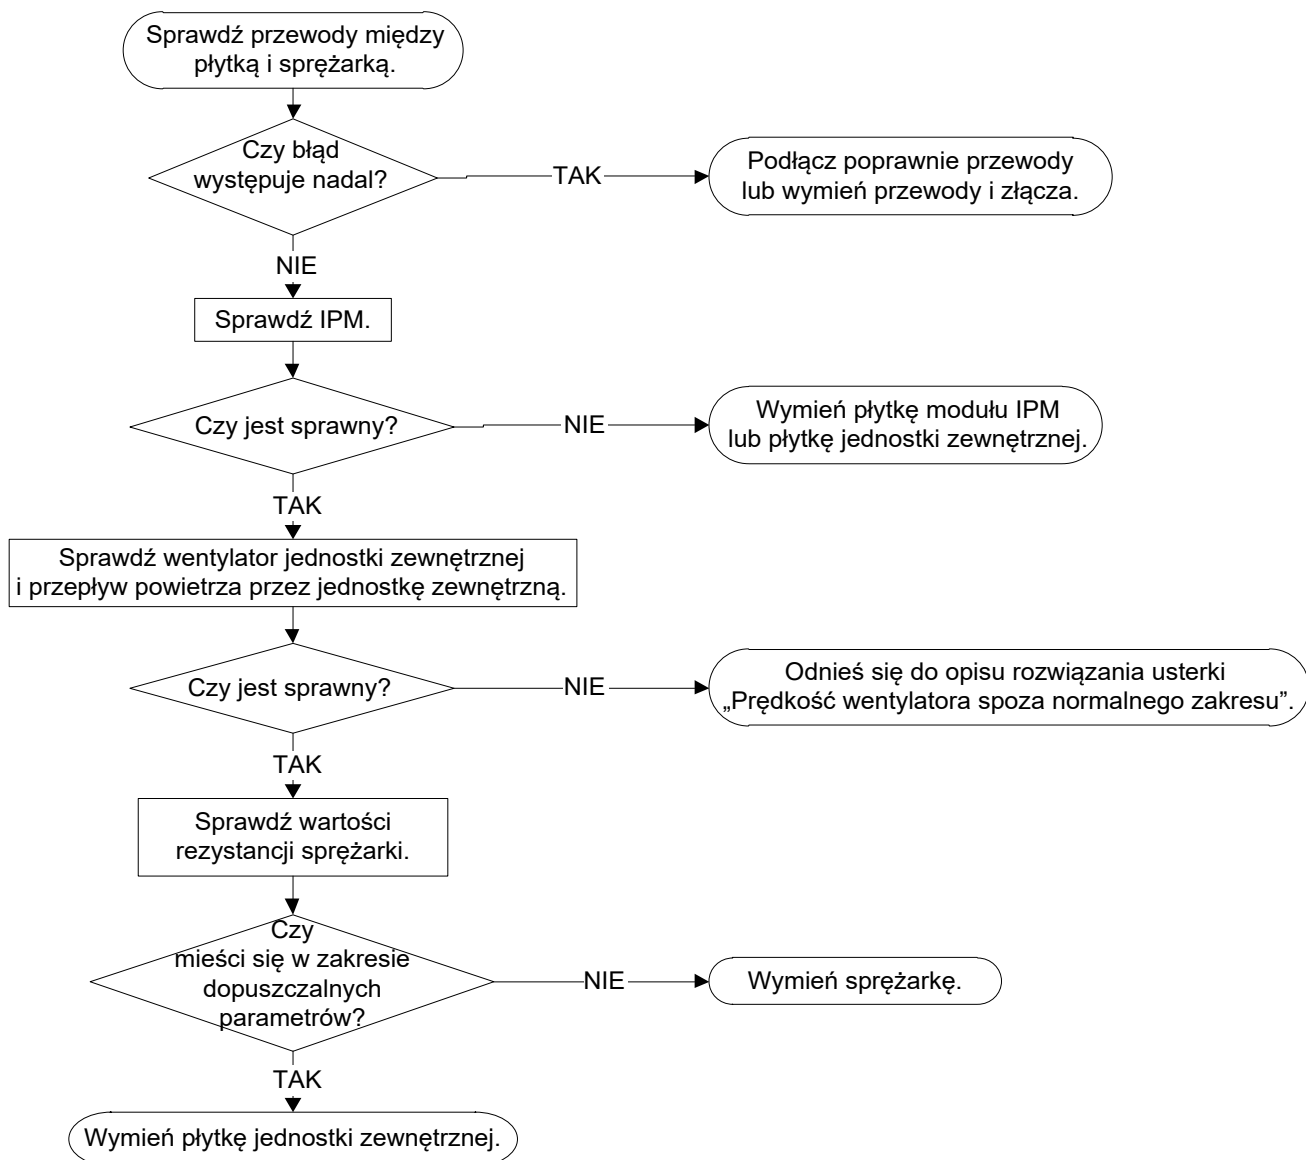 Sprawdź przewody między
płytką i sprężarką.
Czy błąd
występuje nadal?
TAK
Podłącz poprawnie przewody
lub wymień przewody i złącza.
NIE
Sprawdź IPM.
Czy jest sprawny?
NIE
Wymień płytkę modułu IPM
lub płytkę jednostki zewnętrznej.
TAK
Sprawdź wentylator jednostki zewnętrznej
i przepływ powietrza przez jednostkę zewnętrzną.
Czy jest sprawny?
NIE
Odnieś się do opisu rozwiązania usterki
„Prędkość wentylatora spoza normalnego zakresu”.
TAK
Sprawdź wartości
rezystancji sprężarki.
Czy
mieści się w zakresie
dopuszczalnych
parametrów?
NIE
Wymień sprężarkę.
TAK
Wymień płytkę jednostki zewnętrznej.